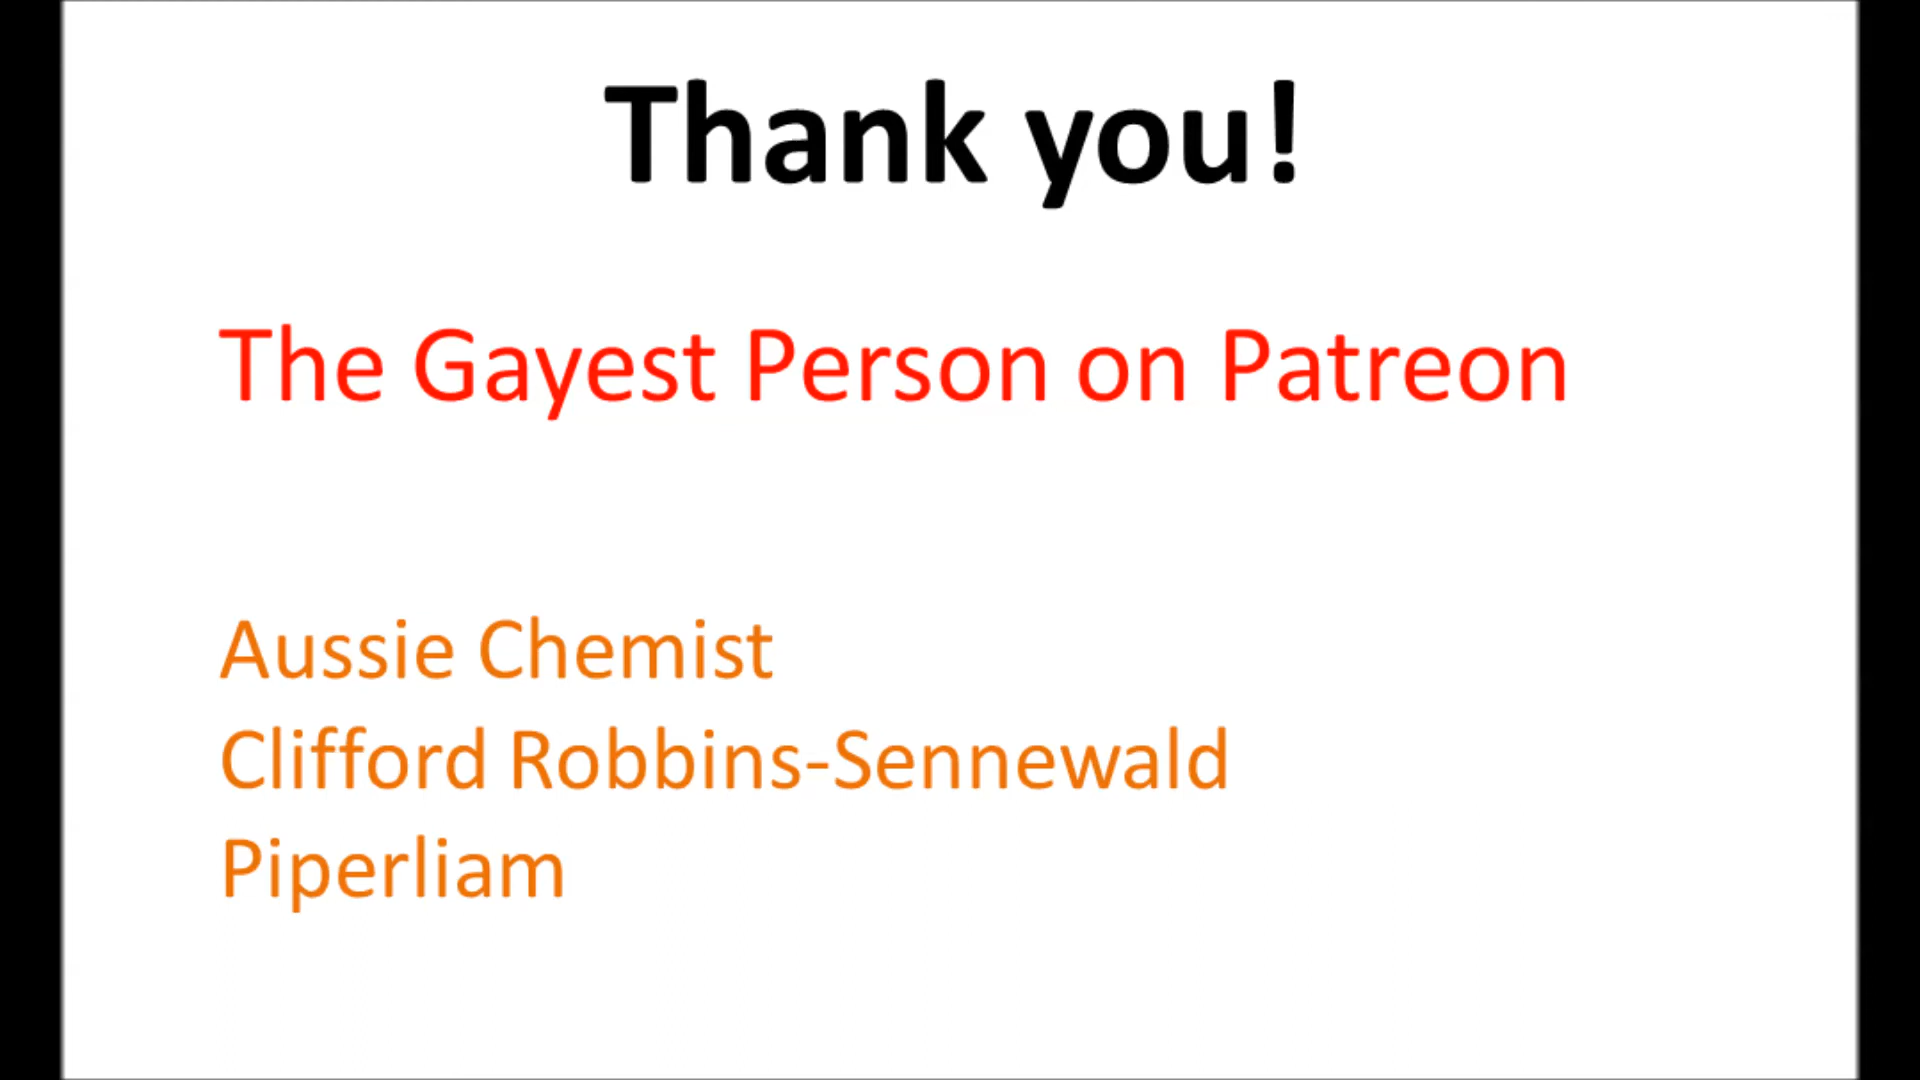 Thank you!
The Gayest Person on Patreon
Aussie Chemist
Clifford Robbins-Sennewald
Piperliam